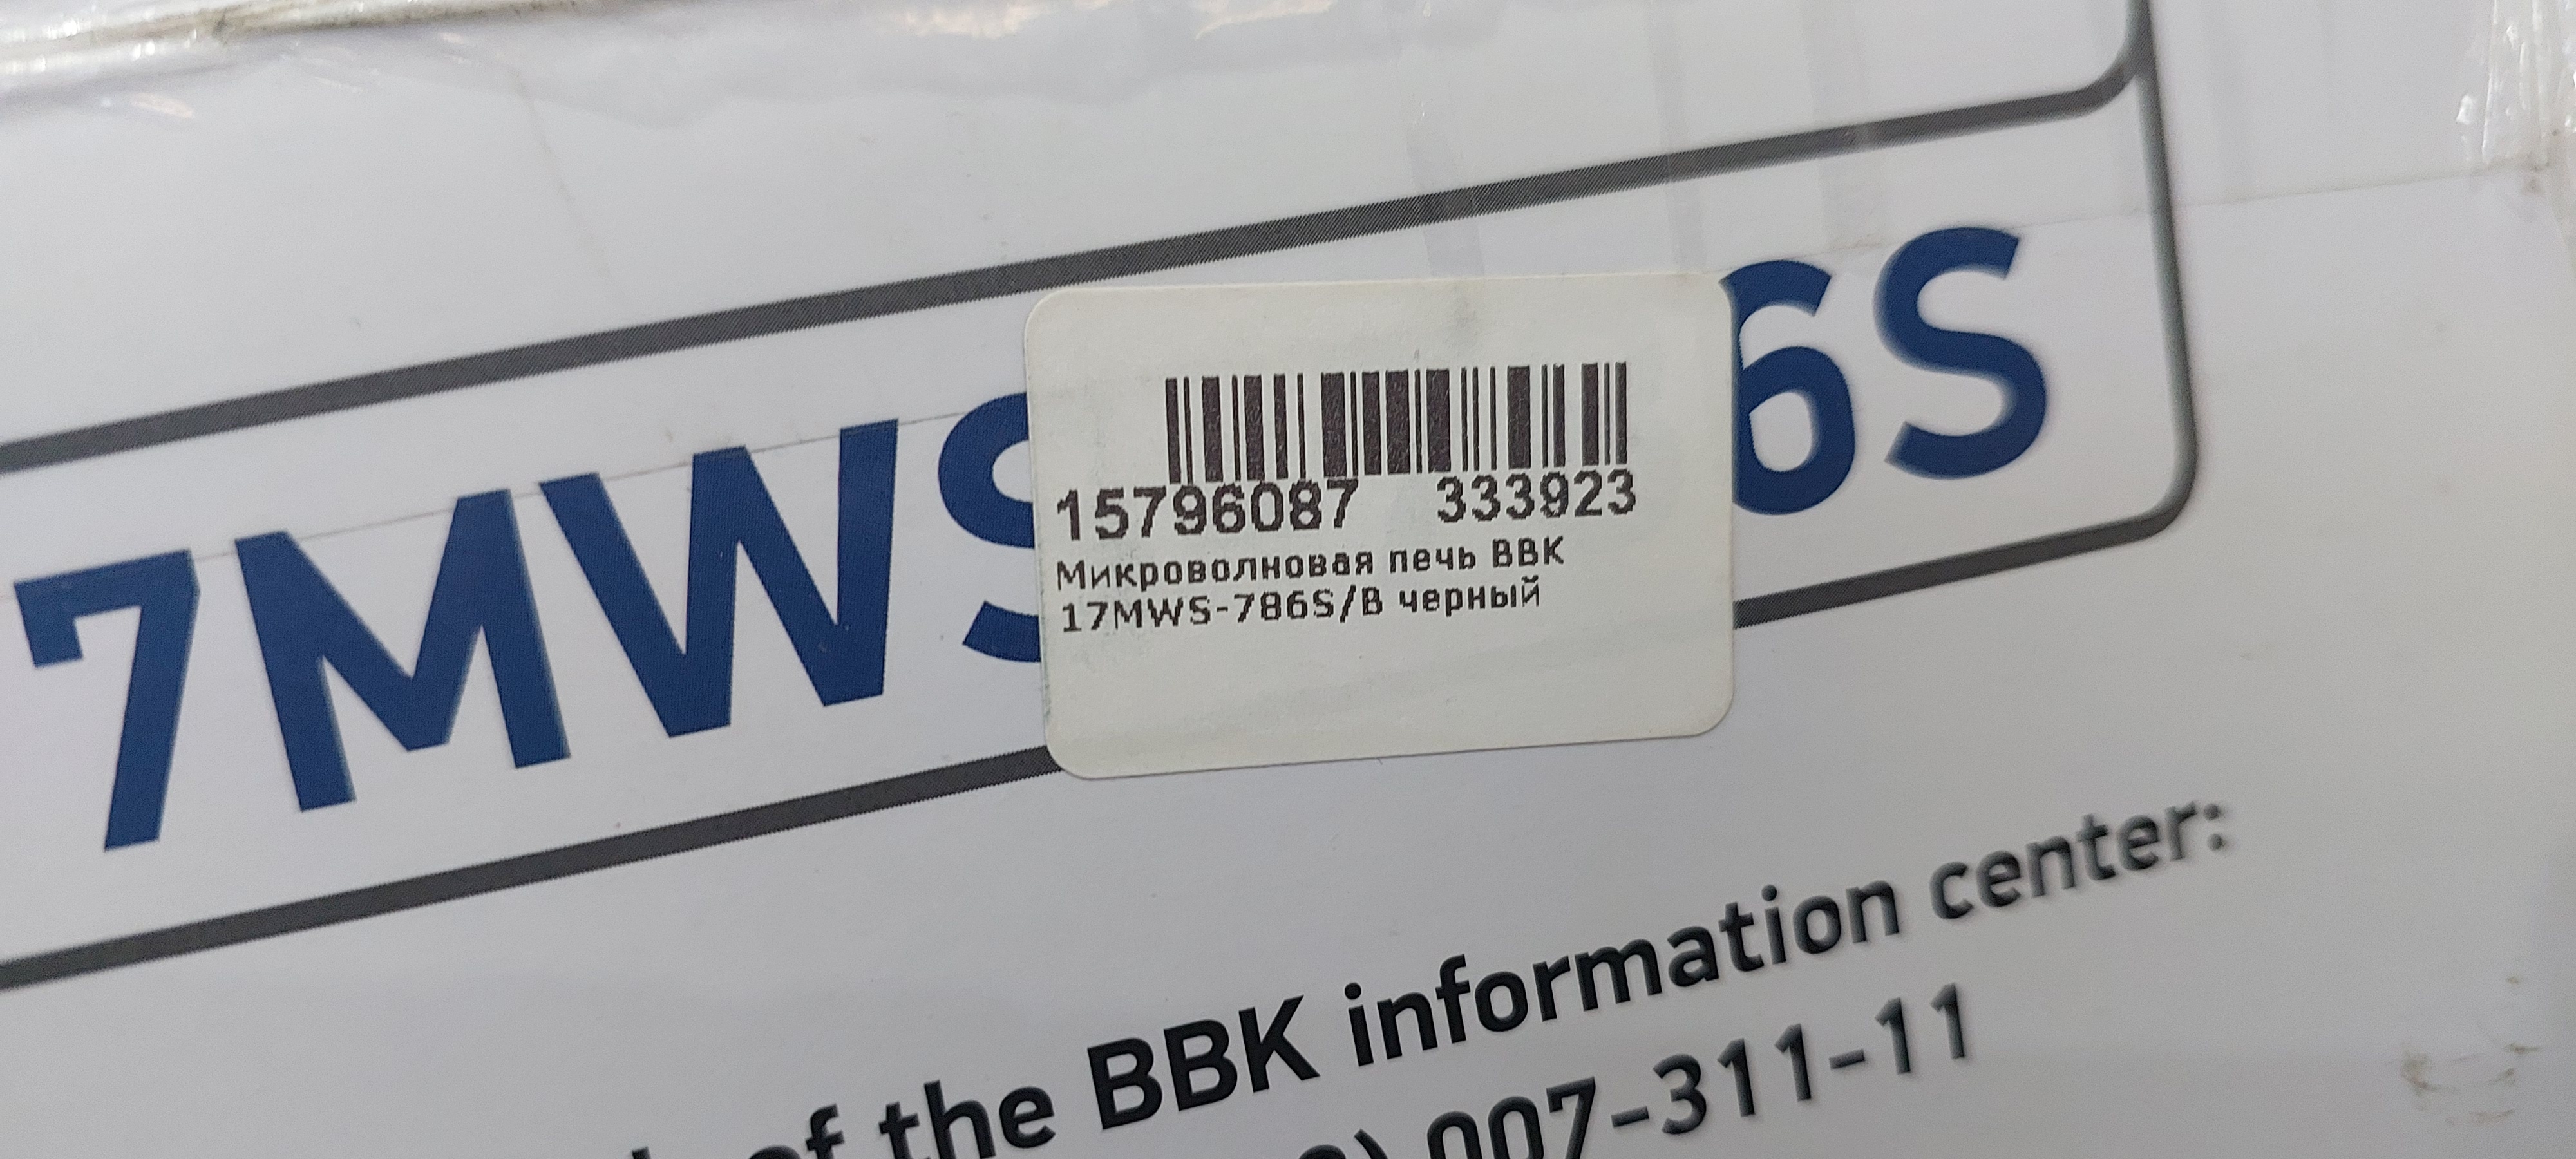 7MWS 6S
15796087 333923
Микроволновая печь BBK
17MWS-786S/B черный
of the BBK information center:
007-311-11